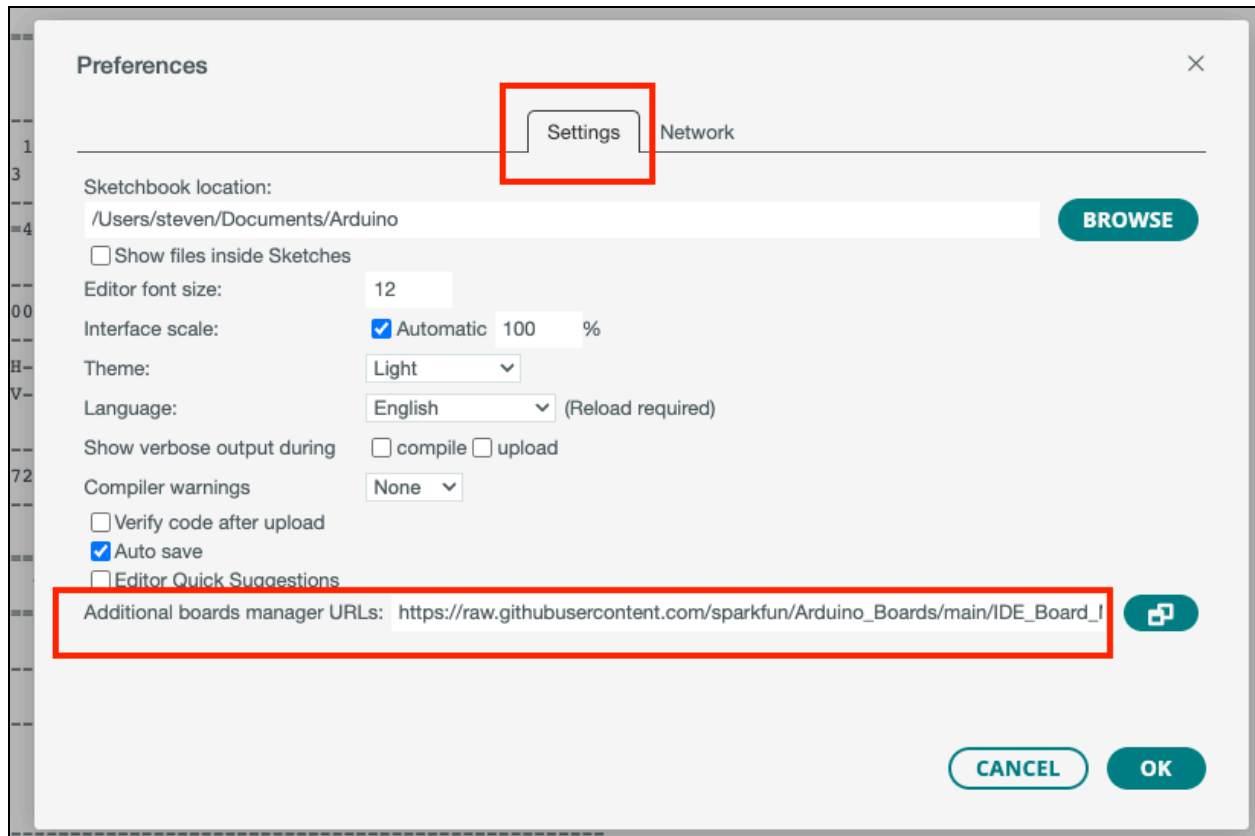 Preferences
Settings Network
Sketchbook location:
/Users/steven/Documents/Arduino
BROWSE
Show files inside Sketches
Editor font size: 12
Interface scale: Automatic 100 %
Theme: Light
Language: English (Reload required)
Show verbose output during compile upload
Compiler warnings None
Verify code after upload
Auto save
Editor Quick Suggestions
Additional boards manager URLs: https://raw.githubusercontent.com/sparkfun/Arduino_Boards/main/IDE_Board_
CANCEL OK